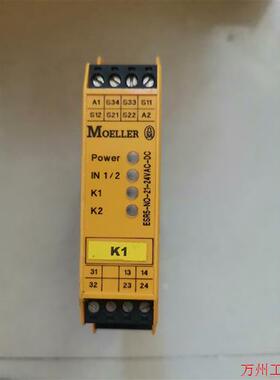 A1 S34 S33 S11
S12 S21 S22 A2
MOELLER
Power
IN 1/2
K1
K2
ESR5-NO-21-24VAC-DC
K1
31 13 14
32 23 24
万州工